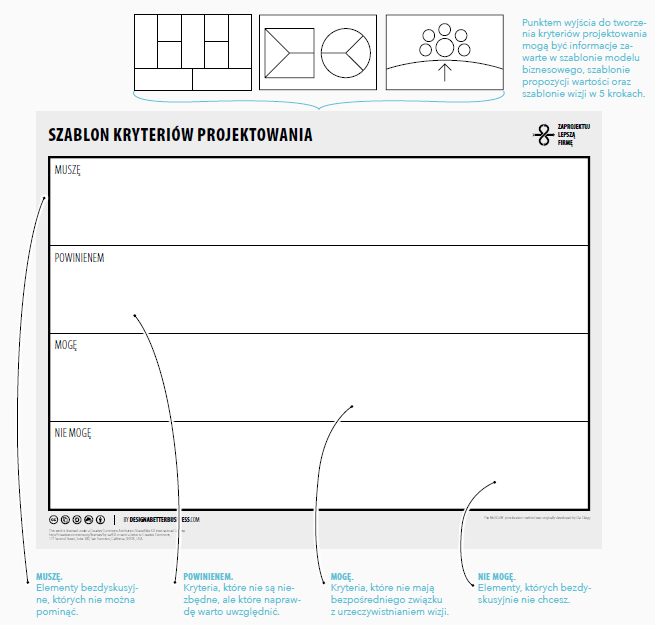 Punktem wyjścia do tworze-
nia kryteriów projektowania
mogą być informacje za-
warte w szablonie modelu
biznesowego, szablonie
propozycji wartości oraz
szablonie wizji w 5 krokach.
SZABLON KRYTERIÓW PROJEKTOWANIA
ZAPROJEKTUJ
LEPSZĄ
FIRMĘ
MUSZĘ
POWINIENEM
MOGĘ
NIE MOGĘ
BY DESIGNABETTERBUSINESS.COM
MUSZĘ.
Elementy bezdyskusyj-
ne, których nie można
pominąć.
POWINIENEM.
Kryteria, które nie są nie-
zbędne, ale które napraw-
dę warto uwzględnić.
MOGĘ.
Kryteria, które nie mają
bezpośredniego związku
z urzeczywistnianiem wizji.
NIE MOGĘ.
Elementy, których bezdy-
skusyjnie nie chcesz.